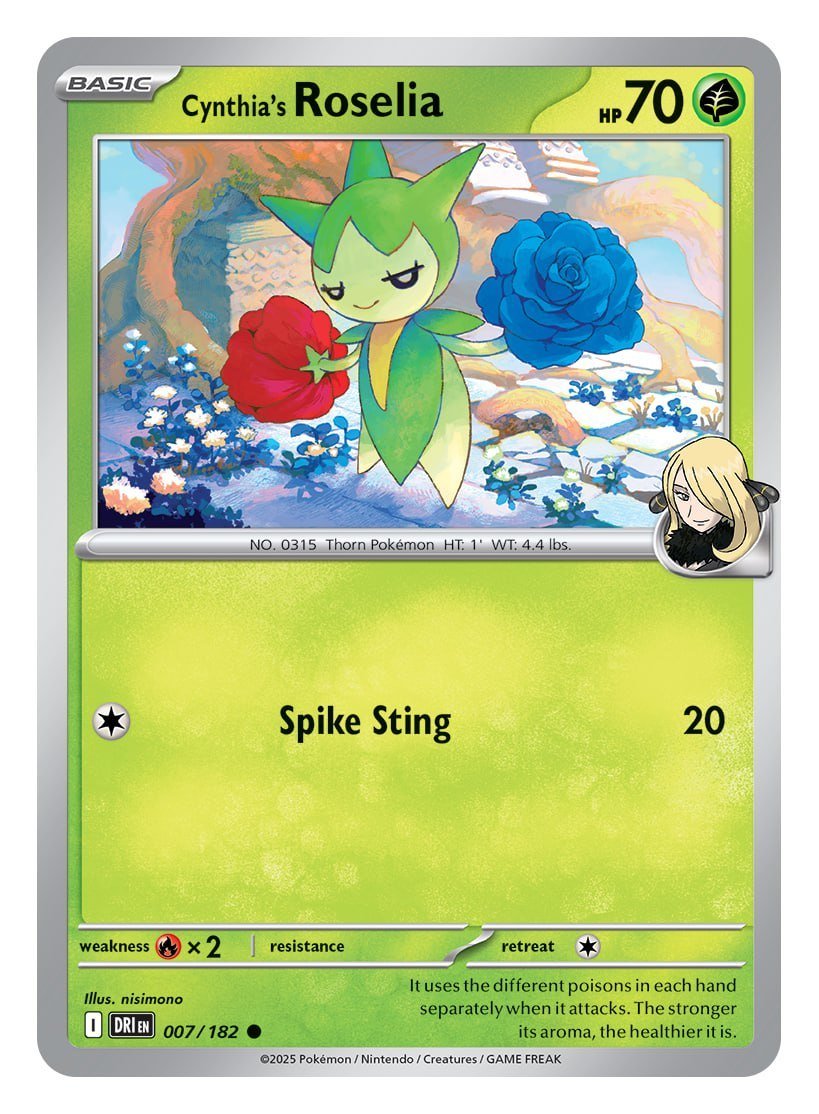 BASIC
Cynthia's Roselia HP 70
NO. 0315 Thorn Pokémon HT: 1' WT: 4.4 lbs.
Spike Sting 20
weakness × 2 resistance retreat
It uses the different poisons in each hand
separately when it attacks. The stronger
its aroma, the healthier it is.
Illus. nisimono
I DRI EN 007/182
©2025 Pokémon / Nintendo / Creatures / GAME FREAK